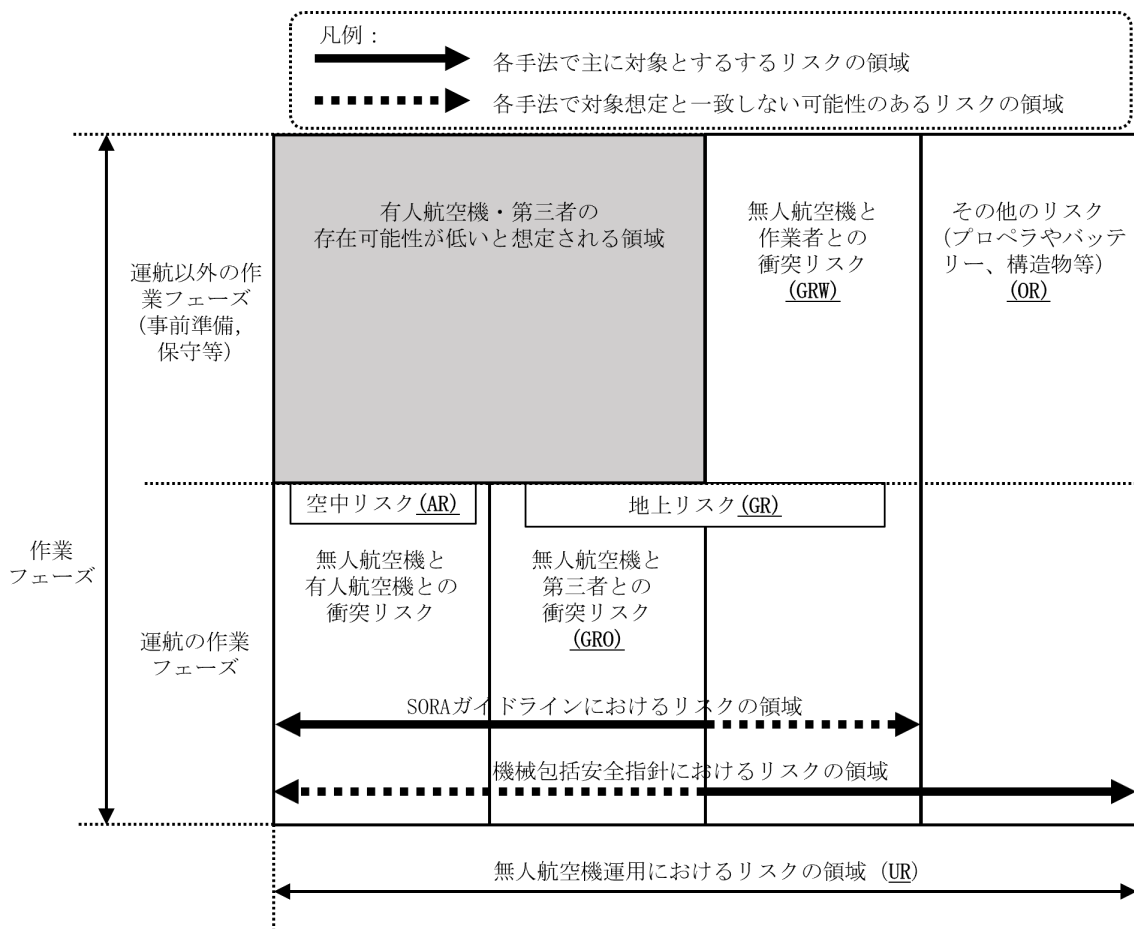 凡例：
各手法で主に対象とするするリスクの領域
各手法で対象想定と一致しない可能性のあるリスクの領域
有人航空機・第三者の
存在可能性が低いと想定される領域
無人航空機と
作業者との
衝突リスク
(GRW)
その他のリスク
（プロペラやバッテ
リー、構造物等）
(OR)
運航以外の作
業フェーズ
（事前準備,
保守等）
空中リスク(AR)
地上リスク(GR)
作業
フェーズ
無人航空機と
有人航空機との
衝突リスク
無人航空機と
第三者との
衝突リスク
(GRO)
運航の作業
フェーズ
SORAガイドラインにおけるリスクの領域
機械包括安全指針におけるリスクの領域
無人航空機運用におけるリスクの領域（UR）